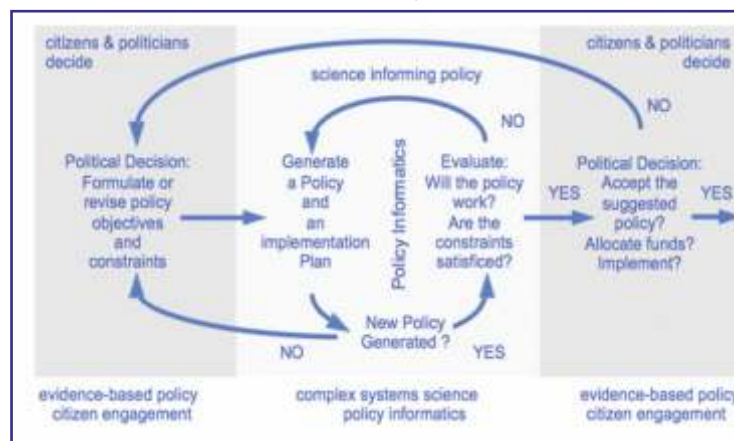 citizens & politicians
decide
citizens & politicians
decide
science informing policy
NO
NO
Political Decision:
Formulate or
revise policy
objectives
and
constraints
Generate
a Policy
and
an
implementation
Plan
Policy Informatics
Evaluate:
Will the policy
work?
Are the
constraints
satisficed?
YES
Political Decision:
Accept the
suggested
policy?
Allocate funds?
Implement?
YES
New Policy
Generated ?
NO
YES
evidence-based policy
citizen engagement
complex systems science
policy informatics
evidence-based policy
citizen engagement